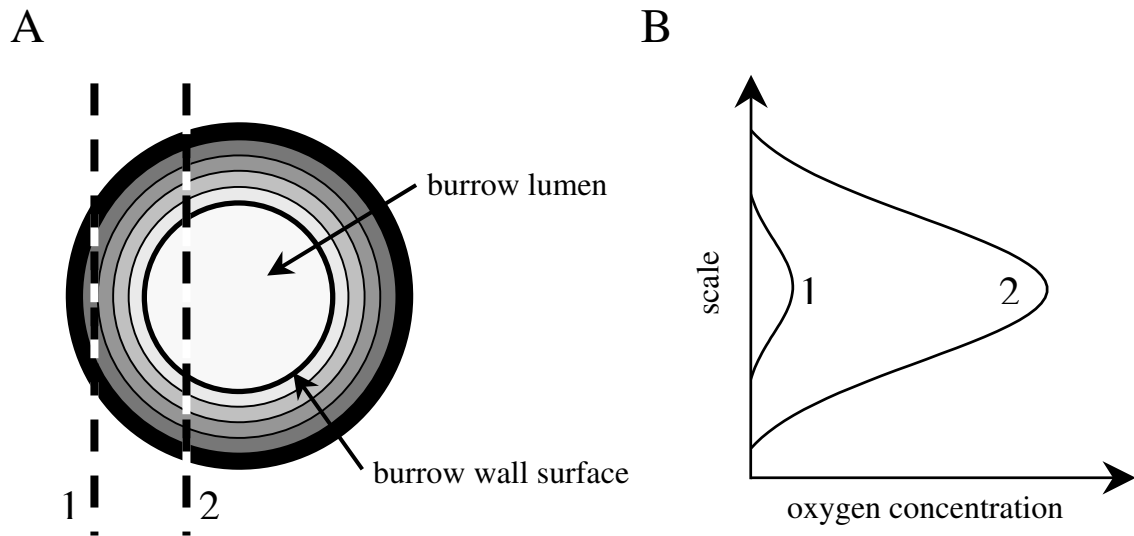 A
burrow lumen
burrow wall surface
1
2
B
scale
1
2
oxygen concentration